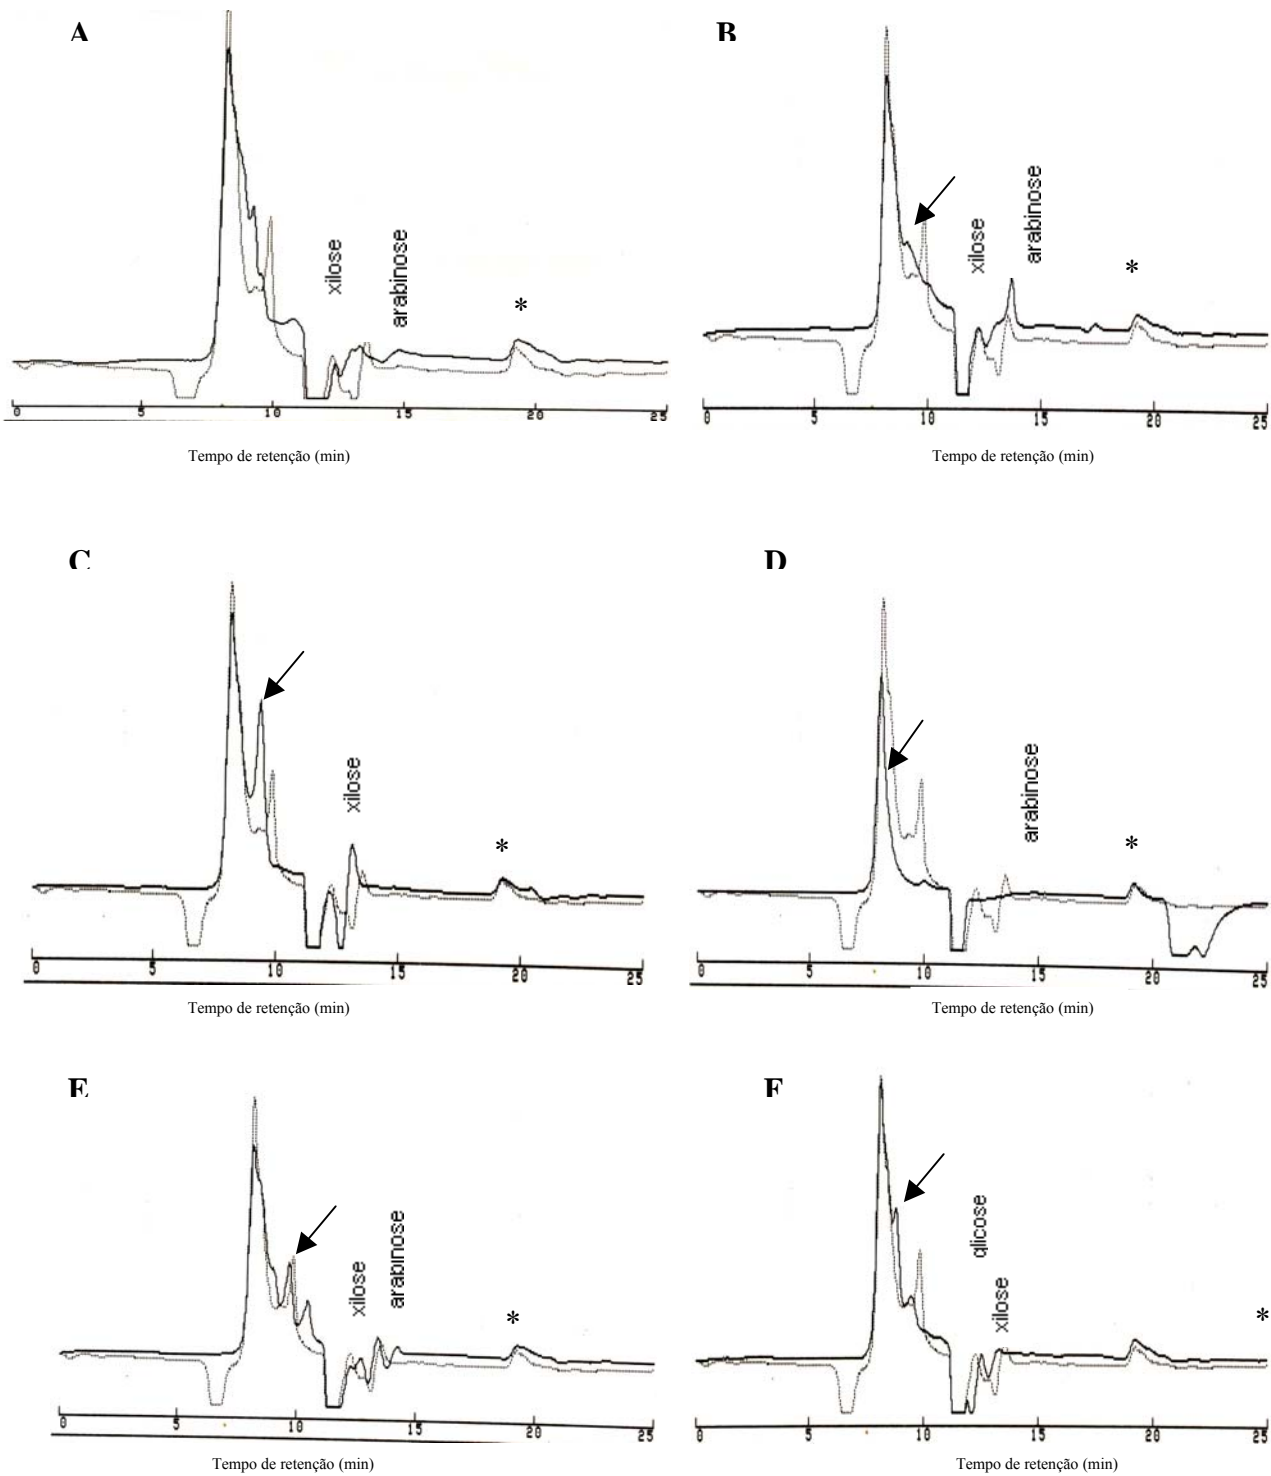 A
xilose
arabinose
*
0 5 10 15 20 25
Tempo de retenção (min)
B
xilose
arabinose
*
0 5 10 15 20 25
Tempo de retenção (min)
C
xilose
*
0 5 10 15 20 25
Tempo de retenção (min)
D
arabinose
*
0 5 10 15 20 25
Tempo de retenção (min)
E
xilose
arabinose
*
0 5 10 15 20 25
Tempo de retenção (min)
F
glicose
xilose
*
0 5 10 15 20 25
Tempo de retenção (min)